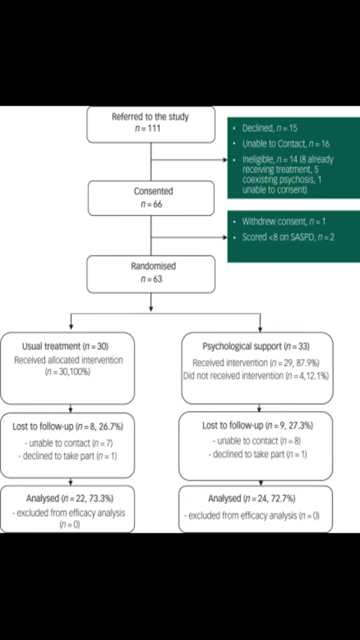 Referred to the study
n = 111
• Declined, n = 15
• Unable to Contact, n = 16
• Ineligible, n = 14 (8 already
receiving treatment, 5
coexisting psychosis, 1
unable to consent)
Consented
n = 66
• Withdrew consent, n = 1
• Scored <8 on SASPD, n = 2
Randomised
n = 63
Usual treatment (n = 30)
Received allocated intervention
(n = 30,100%)
Psychological support (n = 33)
Received intervention (n = 29, 87.9%)
Did not received intervention (n = 4,12.1%)
Lost to follow-up (n = 8, 26.7%)
- unable to contact (n = 7)
- declined to take part (n = 1)
Lost to follow-up (n = 9, 27.3%)
- unable to contact (n = 8)
- declined to take part (n = 1)
Analysed (n = 22, 73.3%)
- excluded from efficacy analysis
(n = 0)
Analysed (n = 24, 72.7%)
- excluded from efficacy analysis (n = 0)